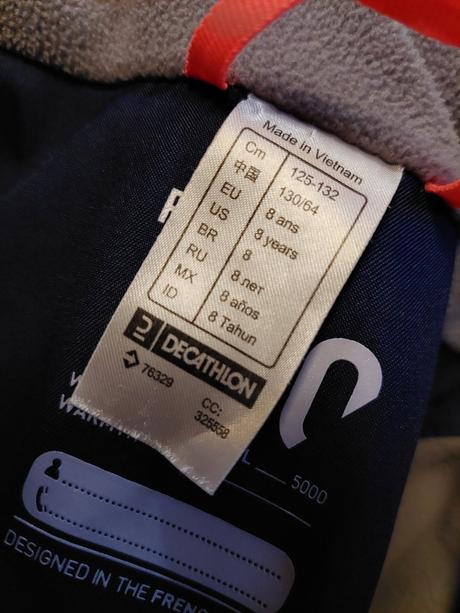 Made in Vietnam
Cm 125-132
中国 130/64
EU 8 ans
US 8 years
BR 8
RU 8 лет
MX 8 años
ID 8 Tahun
DECATHLON
76329
CC:
325558
5000
DESIGNED IN THE